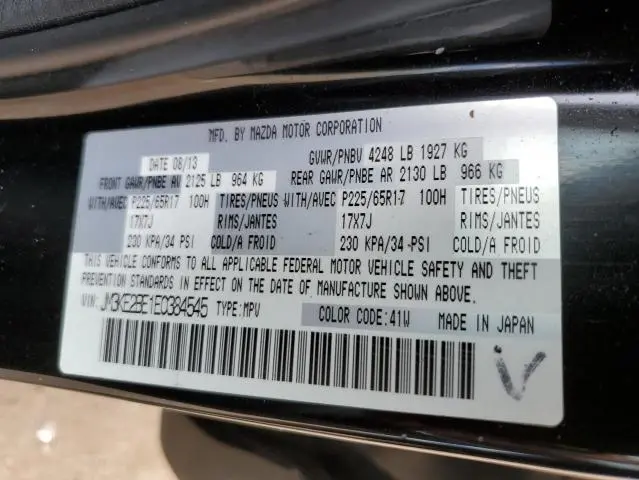 MFD. BY MAZDA MOTOR CORPORATION
DATE 08/13 GVWR/PNBV 4248 LB 1927 KG
FRONT GAWR/PNBE AV 2125 LB 964 KG REAR GAWR/PNBE AR 2130 LB 966 KG
WITH/AVEC P225/65R17 100H TIRES/PNEUS WITH/AVEC P225/65R17 100H TIRES/PNEUS
17X7J RIMS/JANTES 17X7J RIMS/JANTES
230 KPA/34 PSI COLD/A FROID 230 KPA/34 PSI COLD/A FROID
THIS VEHICLE CONFORMS TO ALL APPLICABLE FEDERAL MOTOR VEHICLE SAFETY AND THEFT
PREVENTION STANDARDS IN EFFECT ON THE DATE OF MANUFACTURE SHOWN ABOVE.
VIN: JM3KE2BE1E0384545 TYPE:MPV COLOR CODE:41W MADE IN JAPAN
V